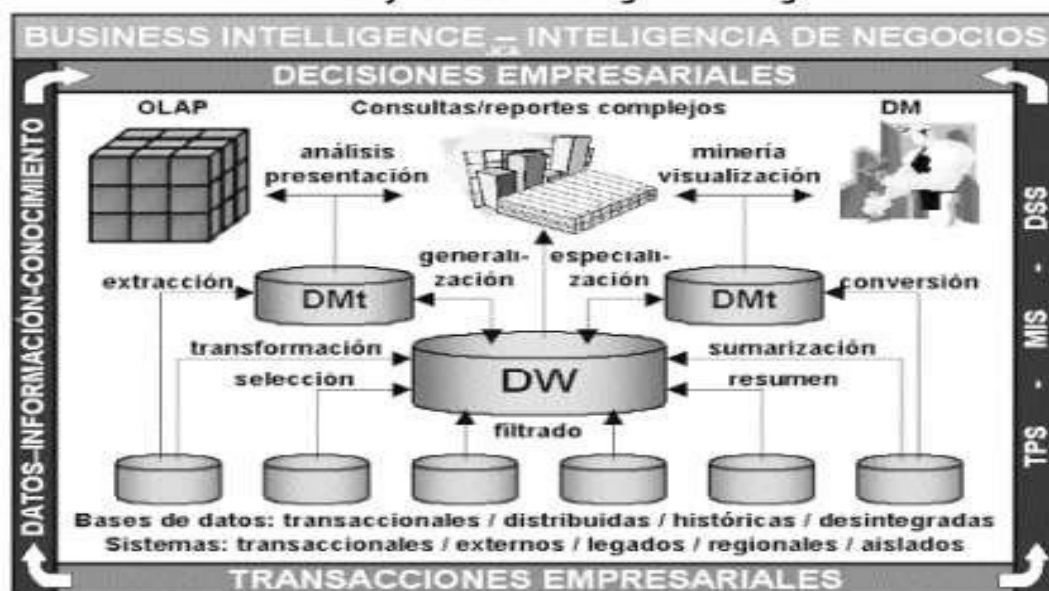 BUSINESS INTELLIGENCE – INTELIGENCIA DE NEGOCIOS
DECISIONES EMPRESARIALES
OLAP
Consultas/reportes complejos
DM
análisis
presentación
minería
visualización
DATOS-INFORMACIÓN-CONOCIMIENTO
TPS - MIS - DSS
generali-
zación
especiali-
zación
extracción
DMt
DMt
conversión
transformación
sumarización
selección
DW
resumen
filtrado
Bases de datos: transaccionales / distribuidas / históricas / desintegradas
Sistemas: transaccionales / externos / legados / regionales / aislados
TRANSACCIONES EMPRESARIALES